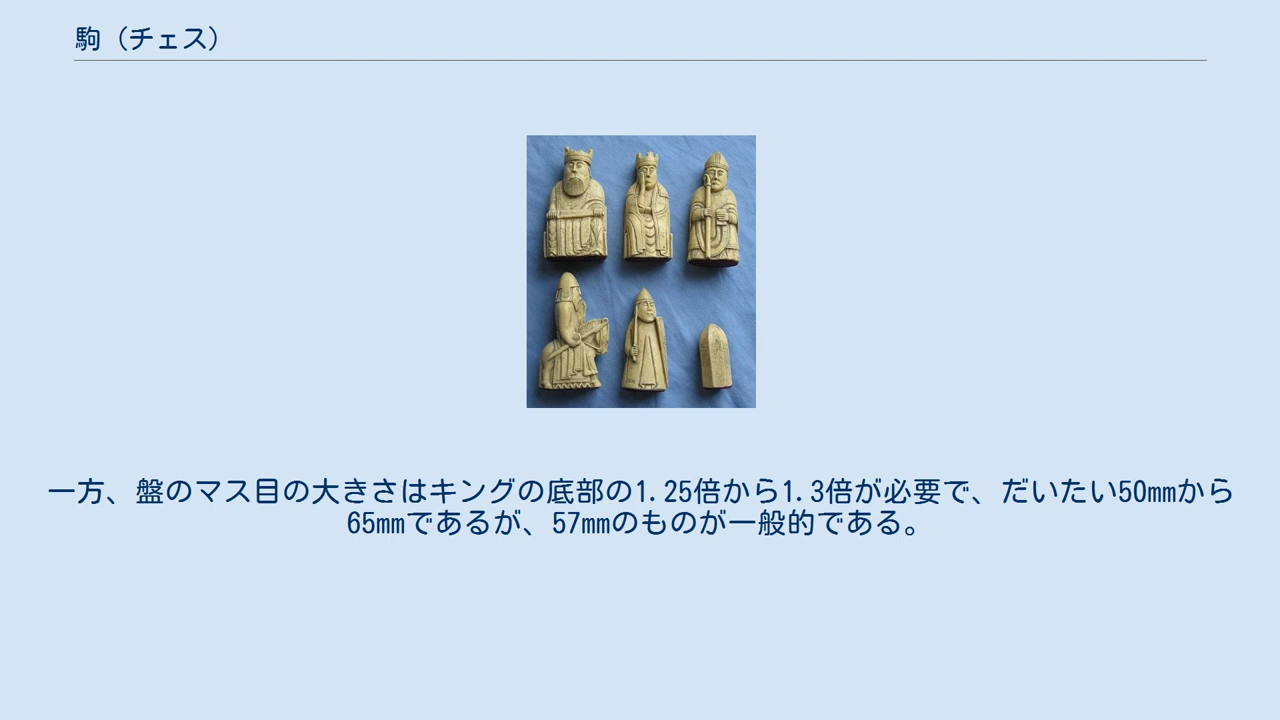 駒（チェス）
一方、盤のマス目の大きさはキングの底部の1.25倍から1.3倍が必要で、だいたい50mmから
65mmであるが、57mmのものが一般的である。